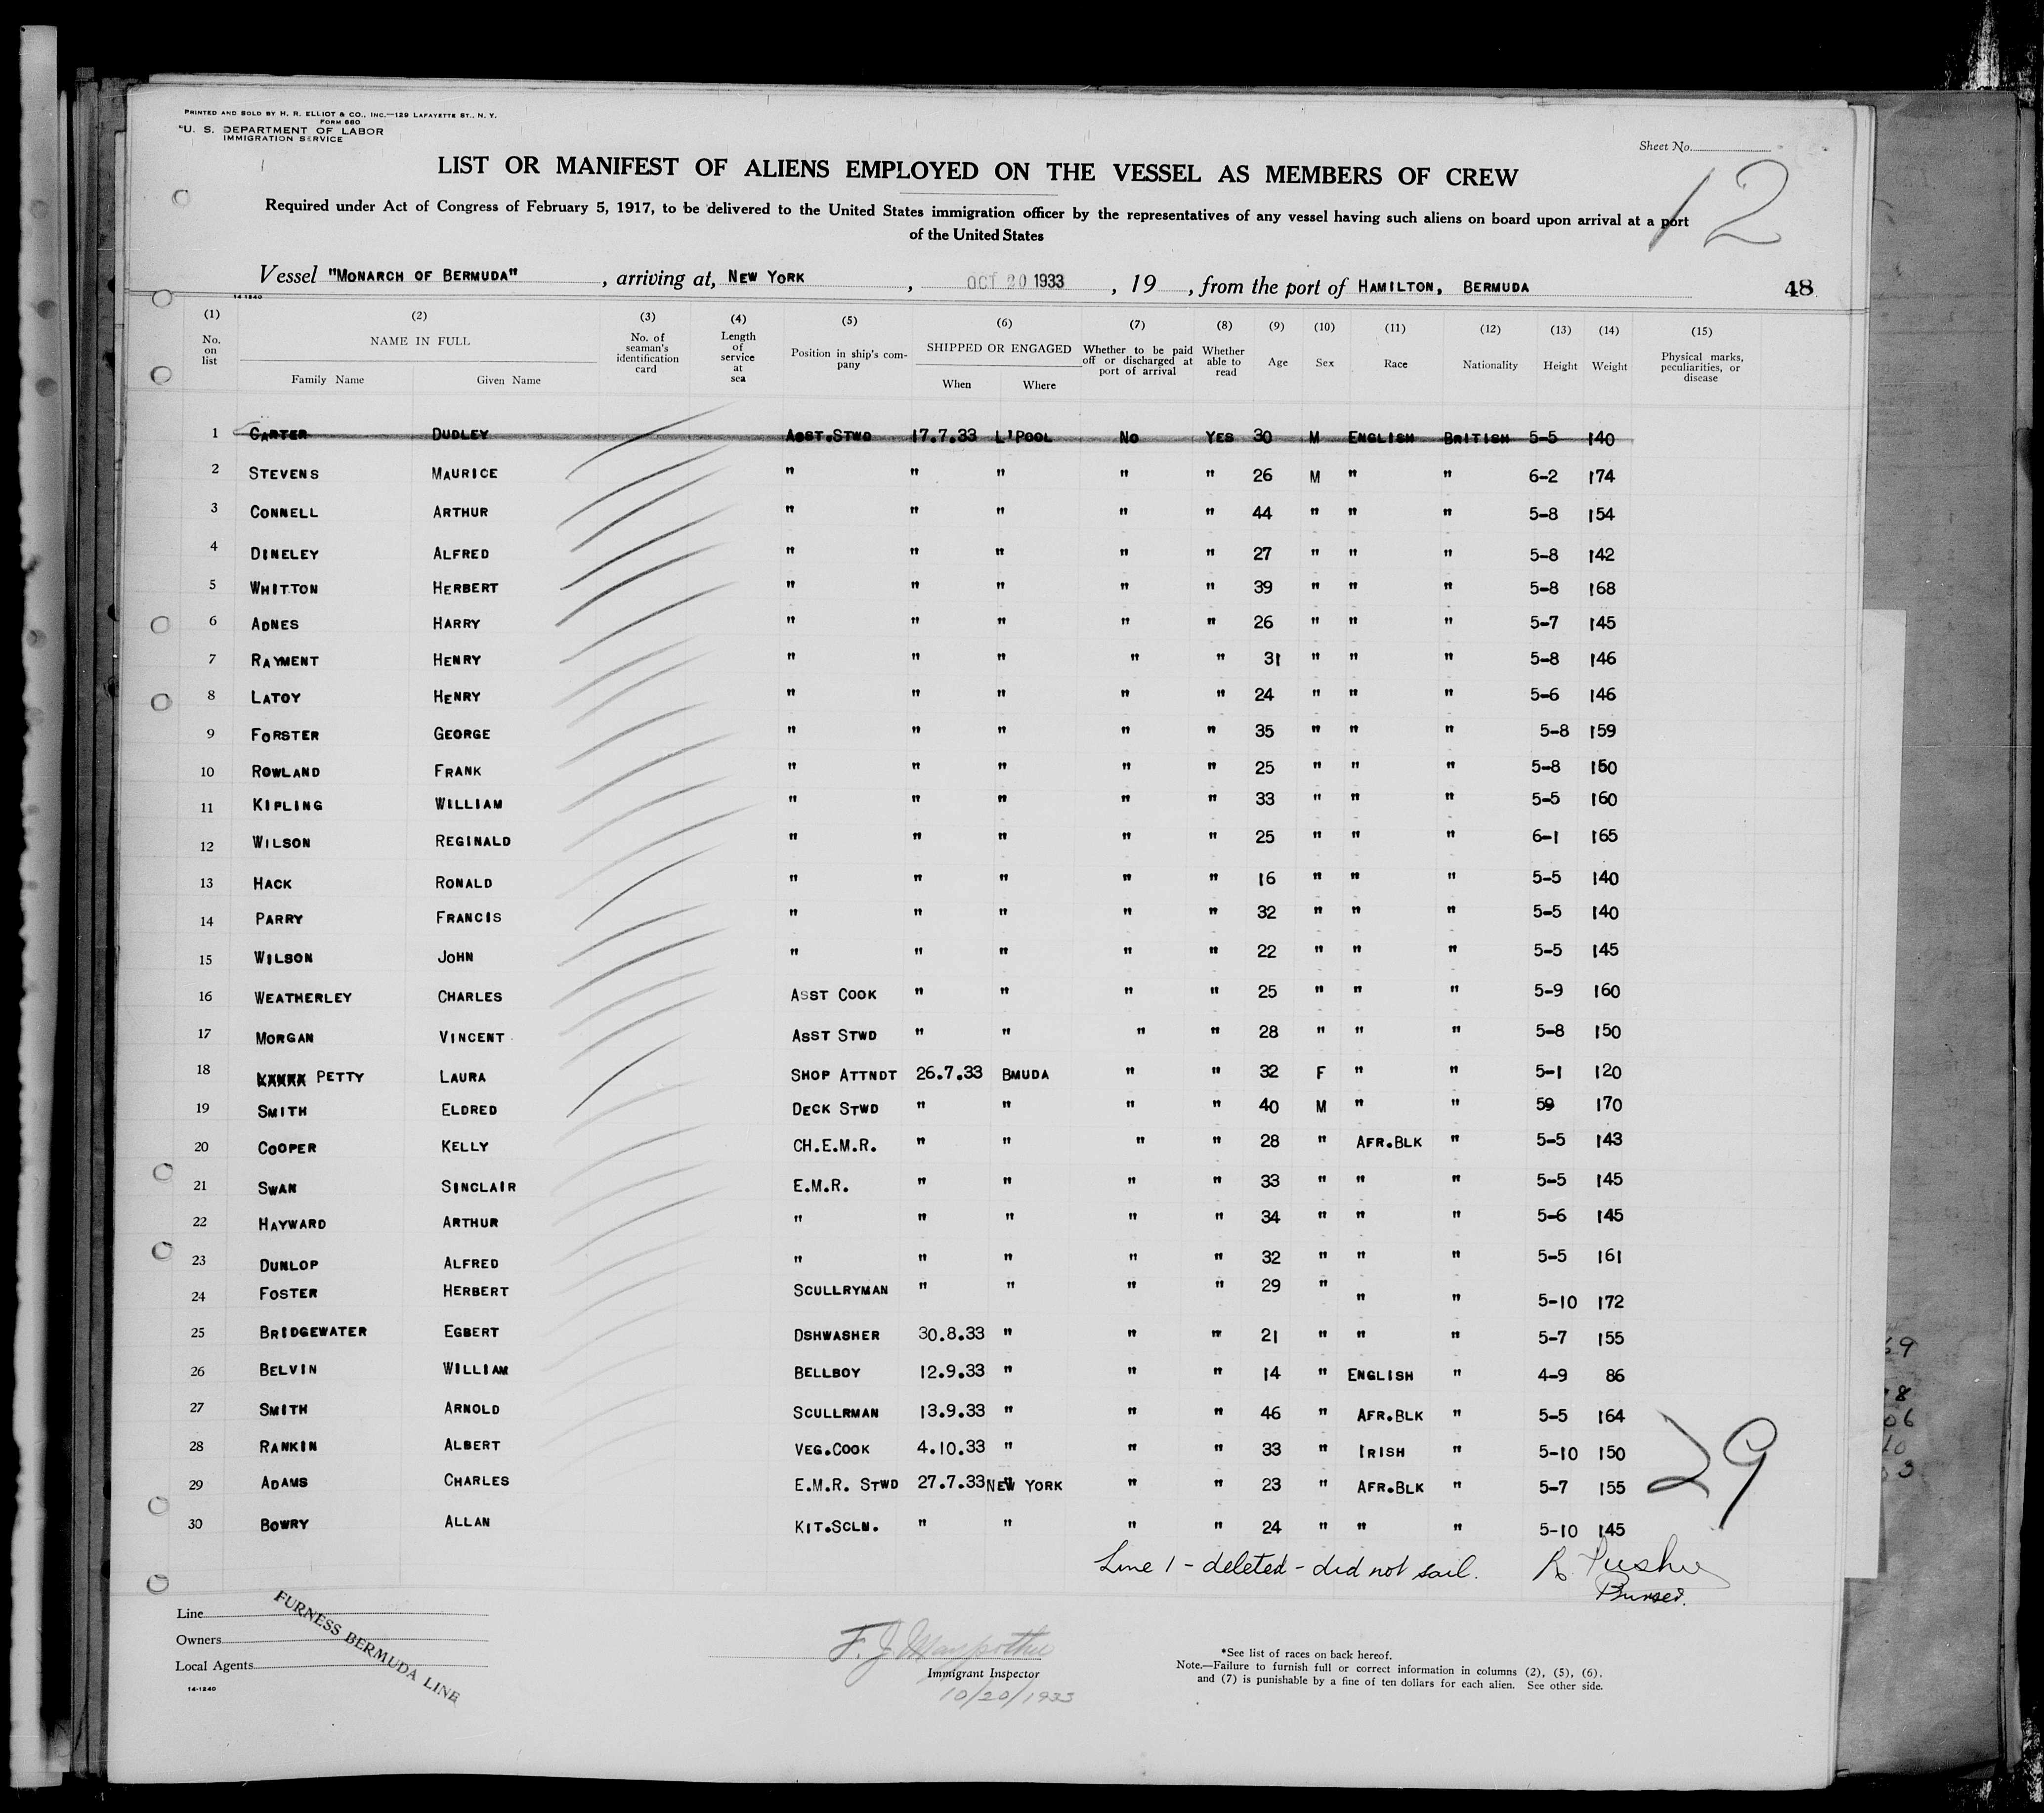 PRINTED AND SOLD BY H. R. ELLIOT & CO., INC.—129 LAFAYETTE ST., N. Y.
FORM 680
U. S. DEPARTMENT OF LABOR
IMMIGRATION SERVICE
Sheet No.
12
LIST OR MANIFEST OF ALIENS EMPLOYED ON THE VESSEL AS MEMBERS OF CREW
Required under Act of Congress of February 5, 1917, to be delivered to the United States immigration officer by the representatives of any vessel having such aliens on board upon arrival at a port
of the United States
Vessel "MONARCH OF BERMUDA", arriving at, NEW YORK, OCT 20 1933, 19 , from the port of HAMILTON, BERMUDA
48
14-1240
(1) No. on list (2) NAME IN FULL Family Name Given Name (3) No. of seaman's identification card (4) Length of service at sea (5) Position in ship's company (6) SHIPPED OR ENGAGED When Where (7) Whether to be paid off or discharged at port of arrival (8) Whether able to read (9) Age (10) Sex (11) Race (12) Nationality (13) Height (14) Weight (15) Physical marks, peculiarities, or disease
1 CARTER DUDLEY ASST.STWD 17.7.33 L'POOL NO YES 30 M ENGLISH BRITISH 5-5 140
2 STEVENS MAURICE " " " " " 26 M " " 6-2 174
3 CONNELL ARTHUR " " " " " 44 " " " 5-8 154
4 DINELEY ALFRED " " " " " 27 " " " 5-8 142
5 WHITTON HERBERT " " " " " 39 " " " 5-8 168
6 ADNES HARRY " " " " " 26 " " " 5-7 145
7 RAYMENT HENRY " " " " " 31 " " " 5-8 146
8 LATOY HENRY " " " " " 24 " " " 5-6 146
9 FORSTER GEORGE " " " " " 35 " " " 5-8 159
10 ROWLAND FRANK " " " " " 25 " " " 5-8 150
11 KIPLING WILLIAM " " " " " 33 " " " 5-5 160
12 WILSON REGINALD " " " " " 25 " " " 6-1 165
13 HACK RONALD " " " " " 16 " " " 5-5 140
14 PARRY FRANCIS " " " " " 32 " " " 5-5 140
15 WILSON JOHN " " " " " 22 " " " 5-5 145
16 WEATHERLEY CHARLES ASST COOK " " " " 25 " " " 5-9 160
17 MORGAN VINCENT ASST STWD " " " " 28 " " " 5-8 150
18 PETTY LAURA SHOP ATTNDT 26.7.33 BMUDA " " 32 F " " 5-1 120
19 SMITH ELDRED DECK STWD " " " " 40 M " " 59 170
20 COOPER KELLY CH.E.M.R. " " " " 28 " AFR.BLK " 5-5 143
21 SWAN SINCLAIR E.M.R. " " " " 33 " " " 5-5 145
22 HAYWARD ARTHUR " " " " " 34 " " " 5-6 145
23 DUNLOP ALFRED " " " " " 32 " " " 5-5 161
24 FOSTER HERBERT SCULLRYMAN " " " " 29 " " " 5-10 172
25 BRIDGEWATER EGBERT DSHWASHER 30.8.33 " " " 21 " " " 5-7 155
26 BELVIN WILLIAM BELLBOY 12.9.33 " " " 14 " ENGLISH " 4-9 86
27 SMITH ARNOLD SCULLRMAN 13.9.33 " " " 46 " AFR.BLK " 5-5 164
28 RANKIN ALBERT VEG.COOK 4.10.33 " " " 33 " IRISH " 5-10 150
29 ADAMS CHARLES E.M.R. STWD 27.7.33 NEW YORK " " 23 " AFR.BLK " 5-7 155
30 BOWRY ALLAN KIT.SCLN. " " " " 24 " " " 5-10 145
29
Line 1 - deleted - did not sail.
Purser.
Line
Owners
Local Agents
FURNESS BERMUDA LINE
14-1240
F. J.
Immigrant Inspector
10/20/1933
*See list of races on back hereof.
Note.—Failure to furnish full or correct information in columns (2), (5), (6),
and (7) is punishable by a fine of ten dollars for each alien. See other side.